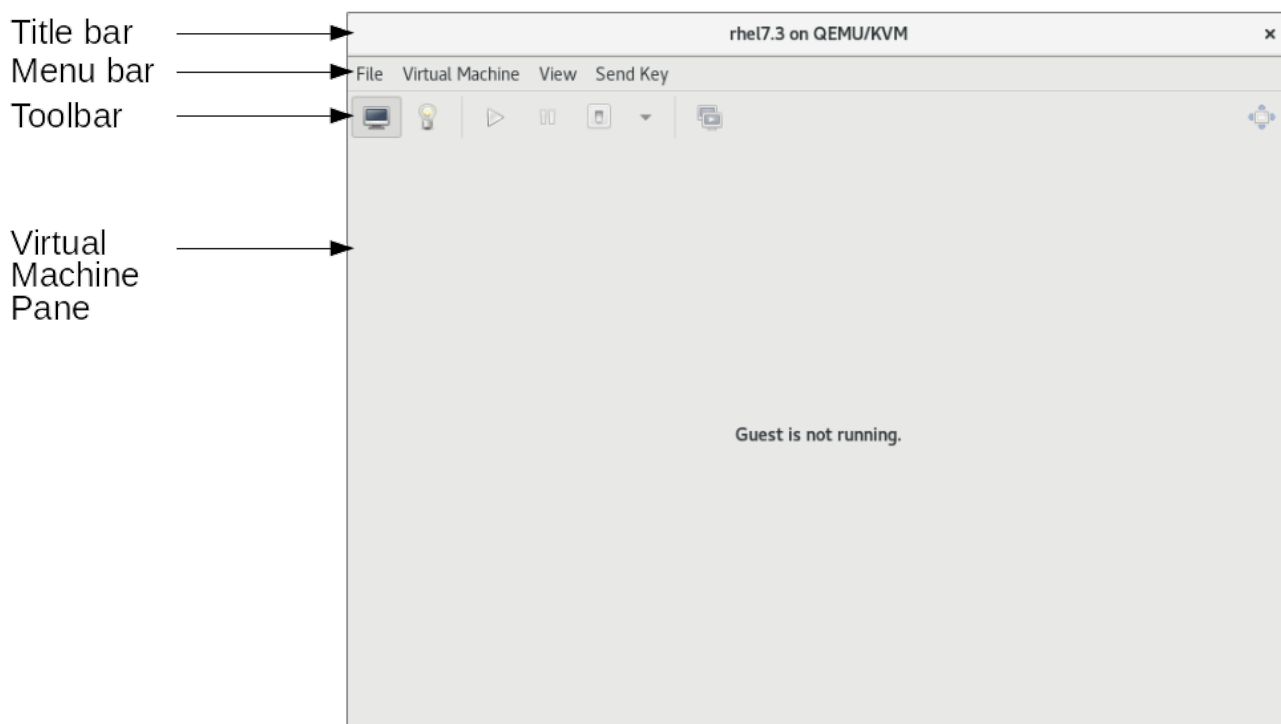 Title bar
rhel7.3 on QEMU/KVM
Menu bar
File Virtual Machine View Send Key
Toolbar
Virtual
Machine
Pane
Guest is not running.